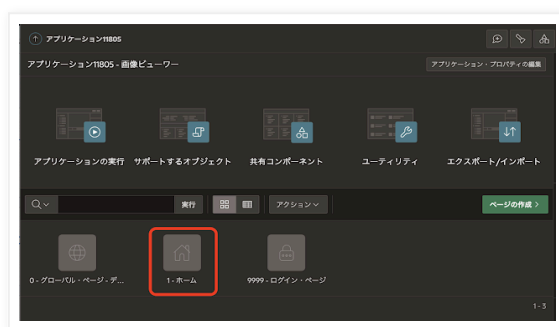 アプリケーション11805
アプリケーション11805 - 画像ビューワー
アプリケーション・プロパティの編集
アプリケーションの実行
サポートするオブジェクト
共有コンポーネント
ユーティリティ
エクスポート/インポート
実行
アクション
ページの作成
0 - グローバル・ページ - デ...
1 - ホーム
9999 - ログイン・ページ
1 - 3